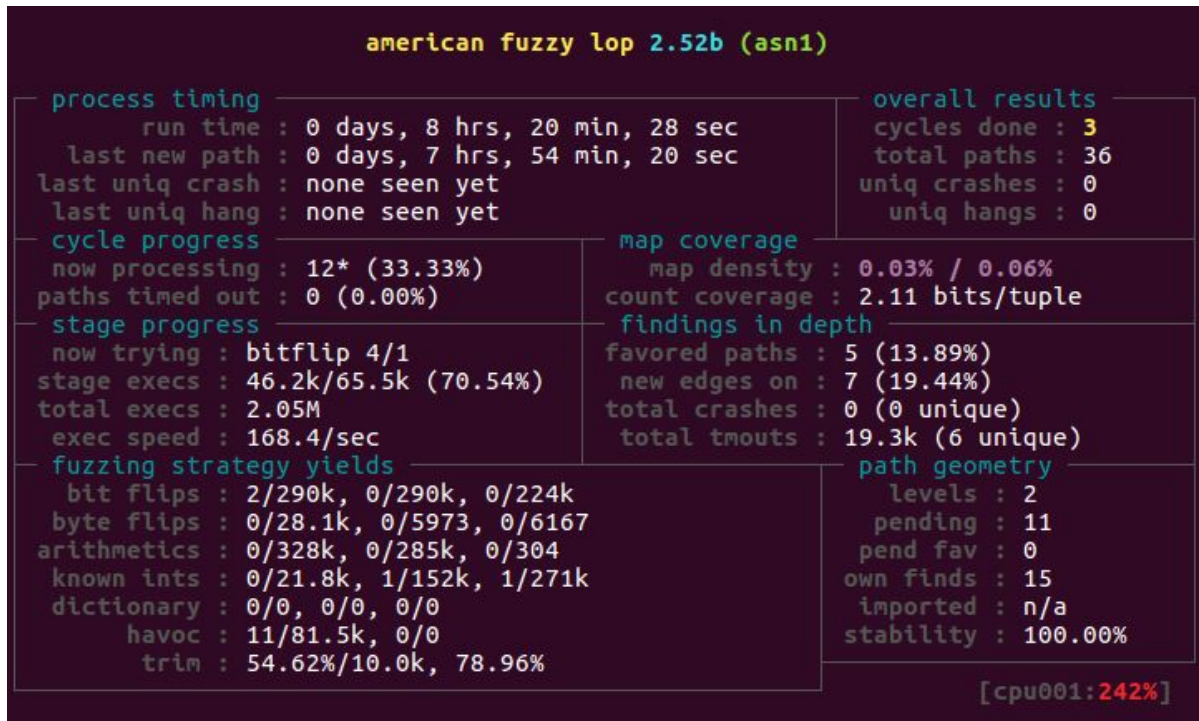 american fuzzy lop 2.52b (asn1)
process timing overall results
run time : 0 days, 8 hrs, 20 min, 28 sec cycles done : 3
last new path : 0 days, 7 hrs, 54 min, 20 sec total paths : 36
last uniq crash : none seen yet uniq crashes : 0
last uniq hang : none seen yet uniq hangs : 0
cycle progress map coverage
now processing : 12* (33.33%) map density : 0.03% / 0.06%
paths timed out : 0 (0.00%) count coverage : 2.11 bits/tuple
stage progress findings in depth
now trying : bitflip 4/1 favored paths : 5 (13.89%)
stage execs : 46.2k/65.5k (70.54%) new edges on : 7 (19.44%)
total execs : 2.05M total crashes : 0 (0 unique)
exec speed : 168.4/sec total tmouts : 19.3k (6 unique)
fuzzing strategy yields path geometry
bit flips : 2/290k, 0/290k, 0/224k levels : 2
byte flips : 0/28.1k, 0/5973, 0/6167 pending : 11
arithmetics : 0/328k, 0/285k, 0/304 pend fav : 0
known ints : 0/21.8k, 1/152k, 1/271k own finds : 15
dictionary : 0/0, 0/0, 0/0 imported : n/a
havoc : 11/81.5k, 0/0 stability : 100.00%
trim : 54.62%/10.0k, 78.96%
[cpu001:242%]